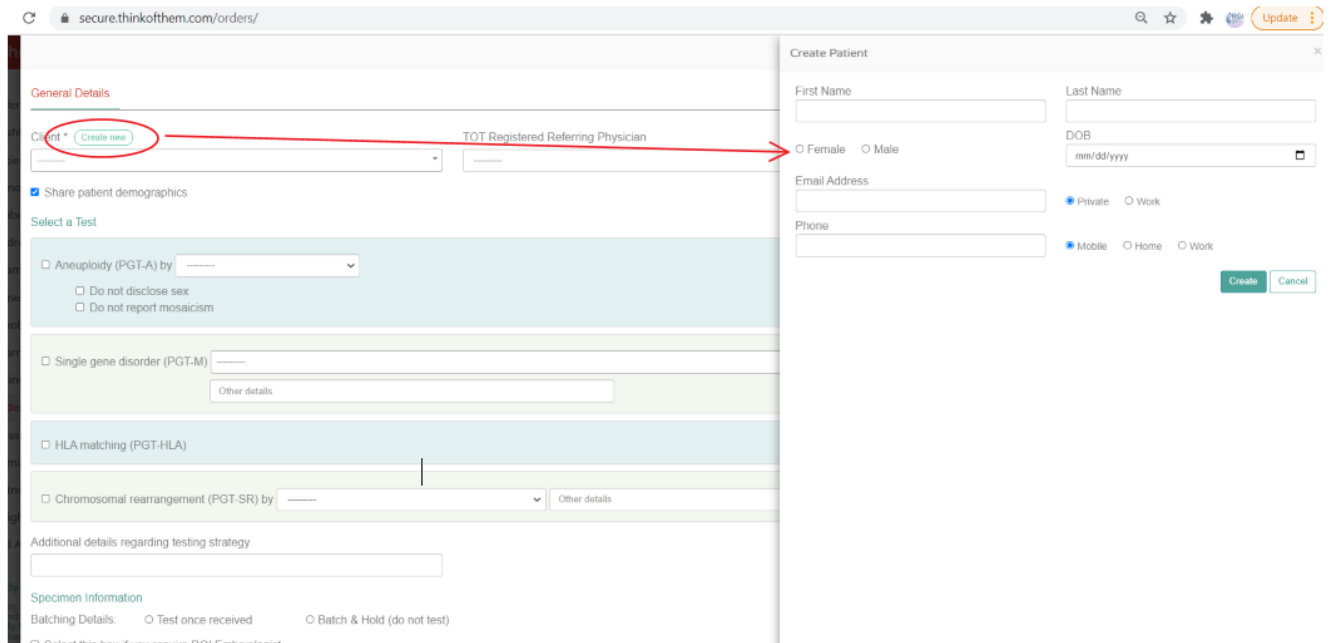 secure.thinkofthem.com/orders/
Update
Create Patient
×
General Details
Client * Create new
TOT Registered Referring Physician
---------
---------
Share patient demographics
Select a Test
Aneuploidy (PGT-A) by ---------
Do not disclose sex
Do not report mosaicism
Single gene disorder (PGT-M) ---------
Other details
HLA matching (PGT-HLA)
Chromosomal rearrangement (PGT-SR) by --------- Other details
Additional details regarding testing strategy
Specimen Information
Batching Details: Test once received Batch & Hold (do not test)
First Name
Last Name
Female Male
DOB
mm/dd/yyyy
Email Address
Private Work
Phone
Mobile Home Work
Create Cancel